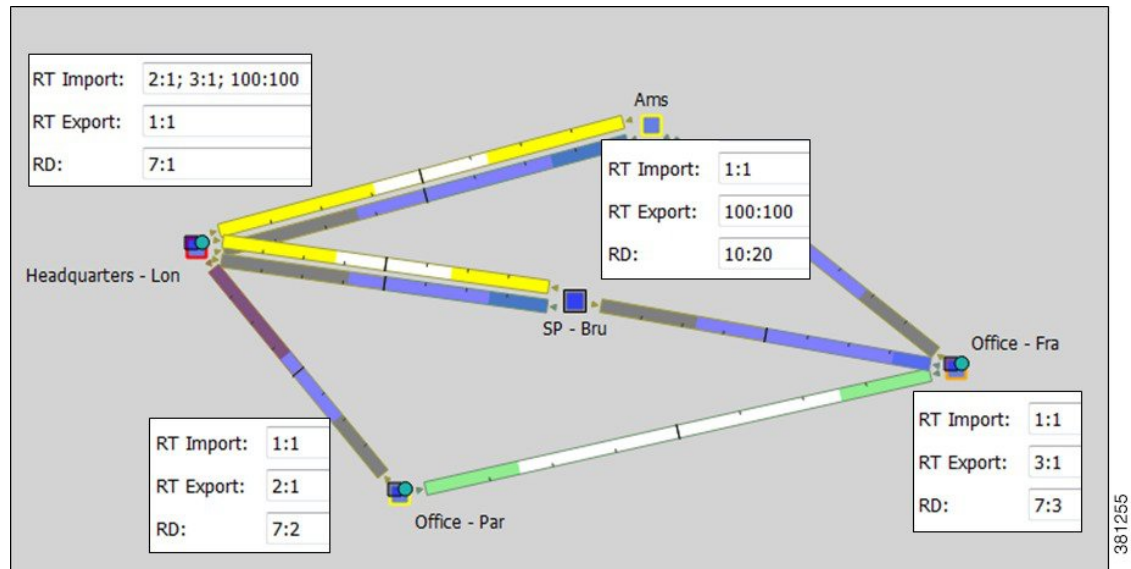 RT Import: 2:1; 3:1; 100:100
RT Export: 1:1
RD: 7:1
Headquarters - Lon
Ams
RT Import: 1:1
RT Export: 100:100
RD: 10:20
SP - Bru
Office - Fra
RT Import: 1:1
RT Export: 3:1
RD: 7:3
RT Import: 1:1
RT Export: 2:1
RD: 7:2
Office - Par
381255